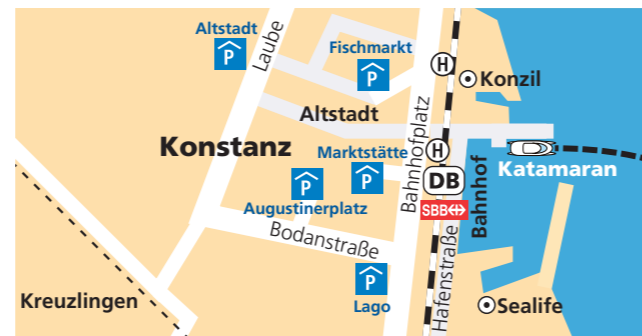 Altstadt
P
Laube
Fischmarkt
P
H
Konzil
Altstadt
Bahnhofplatz
Konstanz
Marktstätte
P
H
Katamaran
P
Augustinerplatz
DB
SBB
Bahnhof
Bodanstraße
Hafenstraße
P
Lago
Kreuzlingen
Sealife